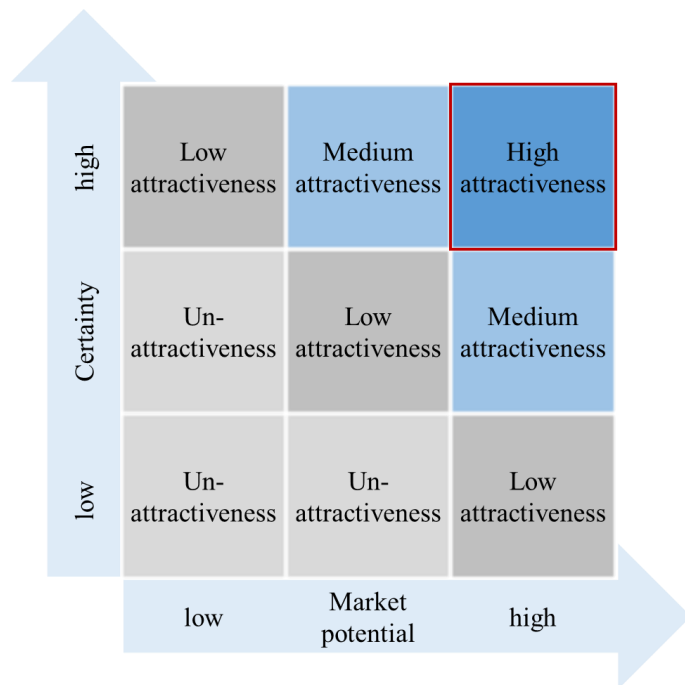 high
Low
attractiveness
Medium
attractiveness
High
attractiveness
Certainty
Un-
attractiveness
Low
attractiveness
Medium
attractiveness
low
Un-
attractiveness
Un-
attractiveness
Low
attractiveness
low
Market
potential
high